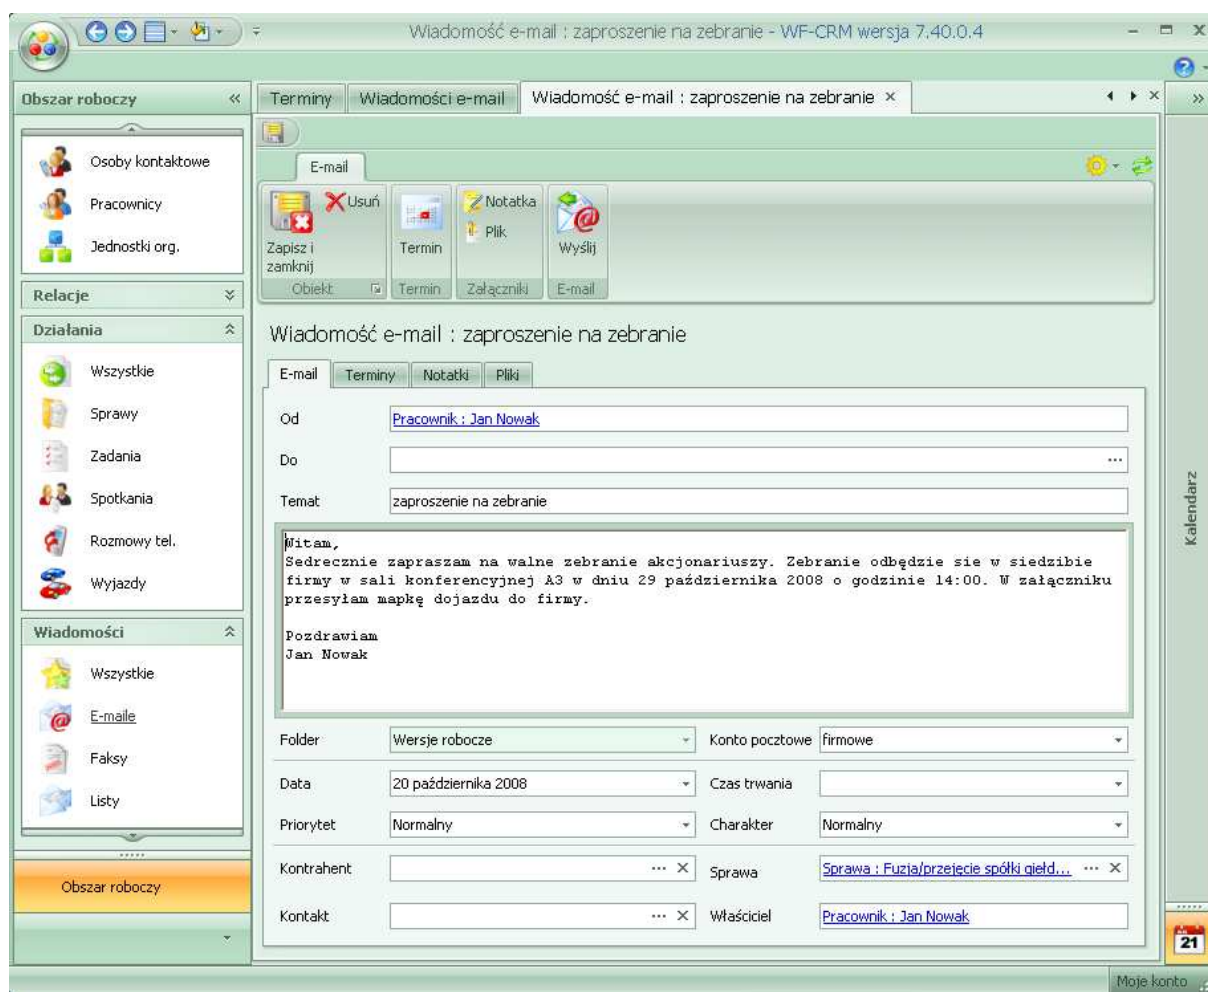 Wiadomość e-mail : zaproszenie na zebranie - WF-CRM wersja 7.40.0.4
Obszar roboczy
Terminy
Wiadomości e-mail
Wiadomość e-mail : zaproszenie na zebranie
Osoby kontaktowe
Pracownicy
Jednostki org.
Relacje
Działania
Wszystkie
Sprawy
Zadania
Spotkania
Rozmowy tel.
Wyjazdy
Wiadomości
Wszystkie
E-maile
Faksy
Listy
Obszar roboczy
E-mail
Zapisz i
zamknij
Usuń
Obiekt
Termin
Termin
Notatka
Plik
Załączniki
Wyślij
E-mail
Wiadomość e-mail : zaproszenie na zebranie
E-mail
Terminy
Notatki
Pliki
Od
Pracownik : Jan Nowak
Do
Temat
zaproszenie na zebranie
Witam,
Sedrecznie zapraszam na walne zebranie akcjonariuszy. Zebranie odbędzie sie w siedzibie
firmy w sali konferencyjnej A3 w dniu 29 października 2008 o godzinie 14:00. W załączniku
przesyłam mapkę dojazdu do firmy.
Pozdrawiam
Jan Nowak
Folder
Wersje robocze
Konto pocztowe
firmowe
Data
20 października 2008
Czas trwania
Priorytet
Normalny
Charakter
Normalny
Kontrahent
Sprawa
Sprawa : Fuzja/przejęcie spółki giełd...
Kontakt
Właściciel
Pracownik : Jan Nowak
Kalendarz
21
Moje konto